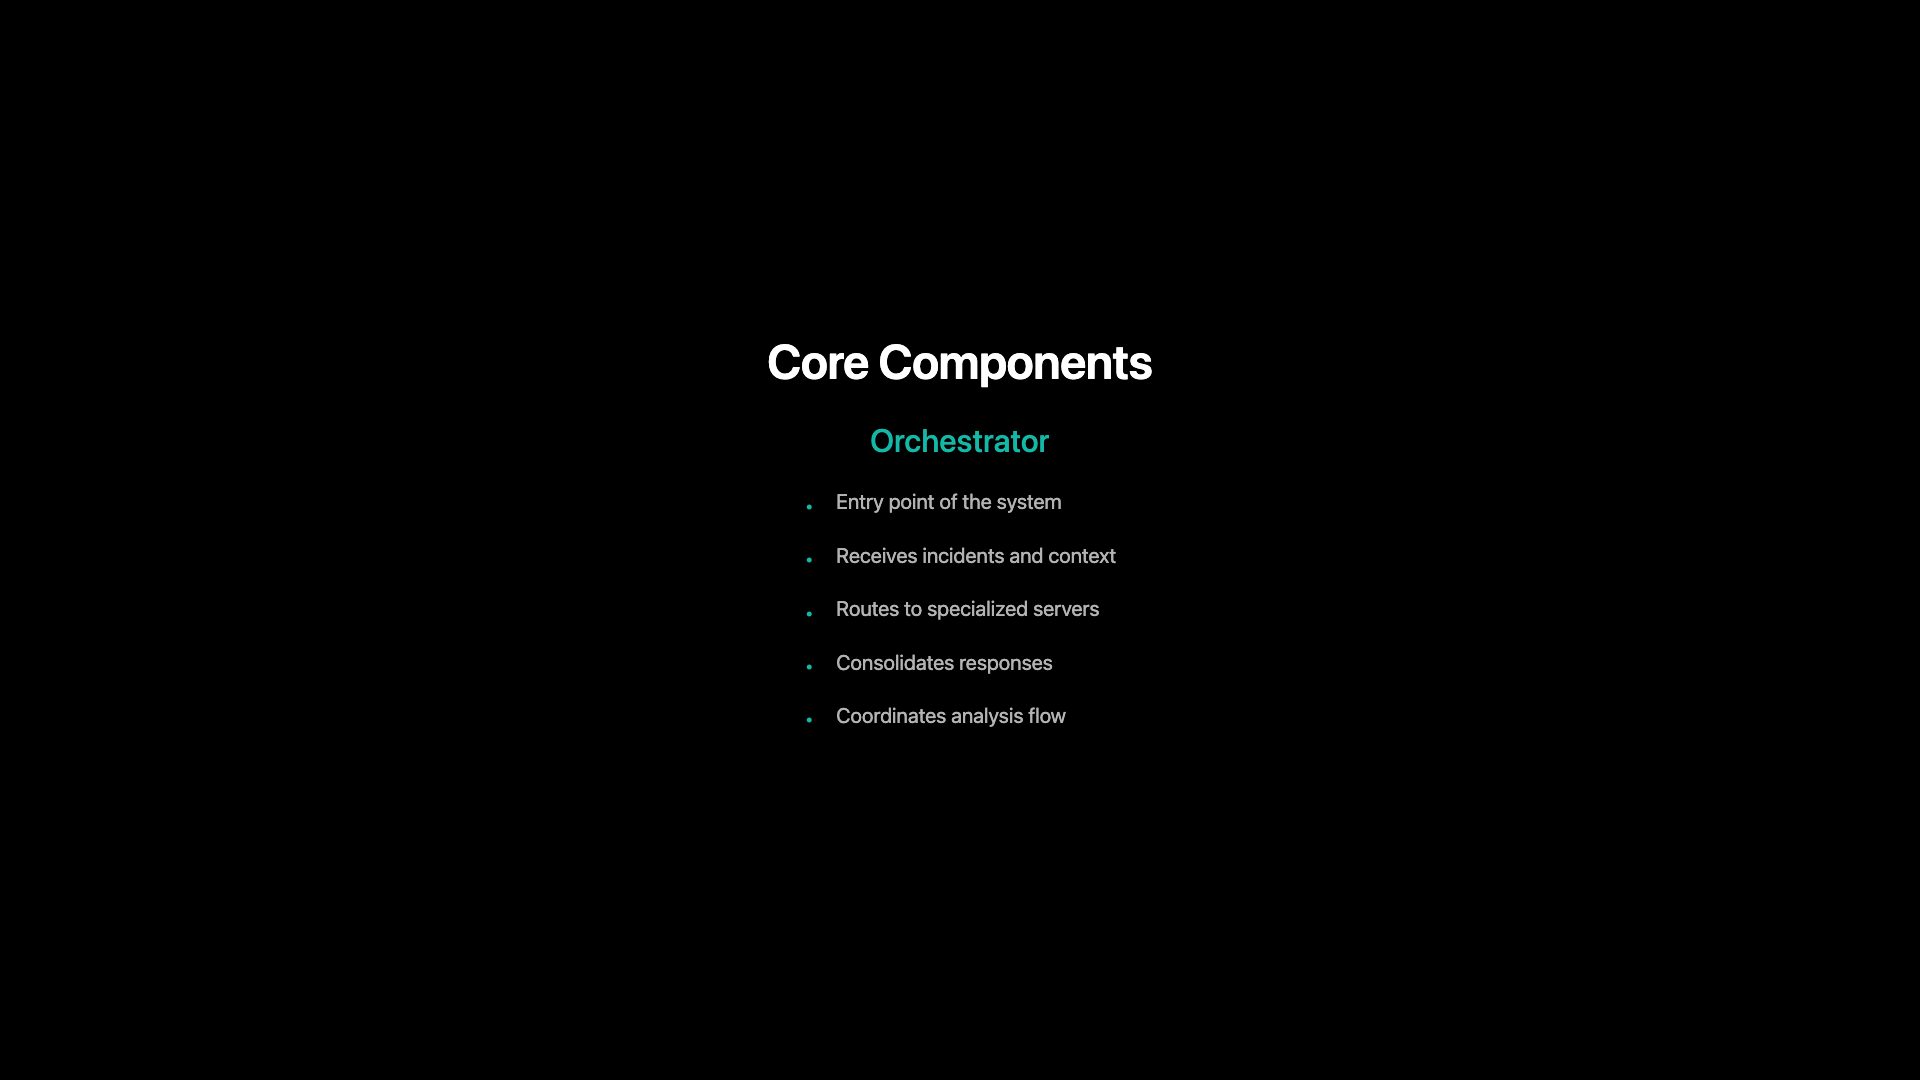 Core Components
Orchestrator
• Entry point of the system
• Receives incidents and context
• Routes to specialized servers
• Consolidates responses
• Coordinates analysis flow